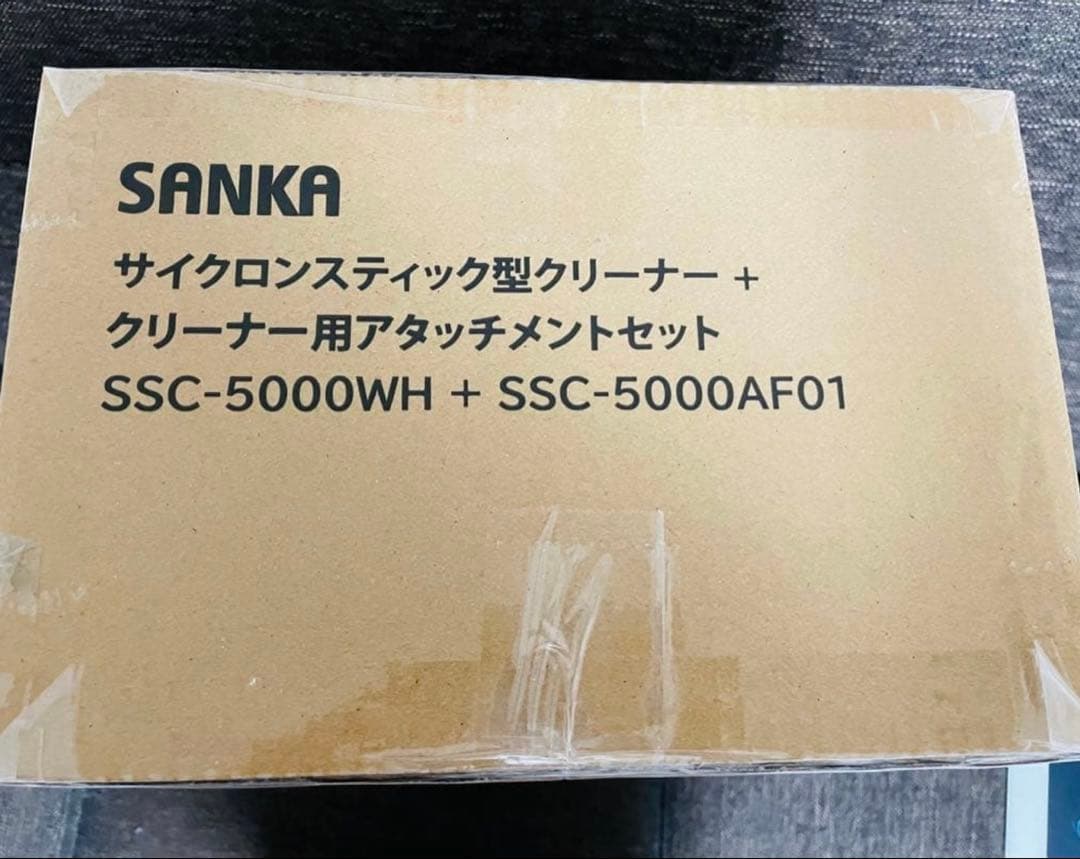 SANKA
サイクロンスティック型クリーナー +
クリーナー用アタッチメントセット
SSC-5000WH + SSC-5000AF01